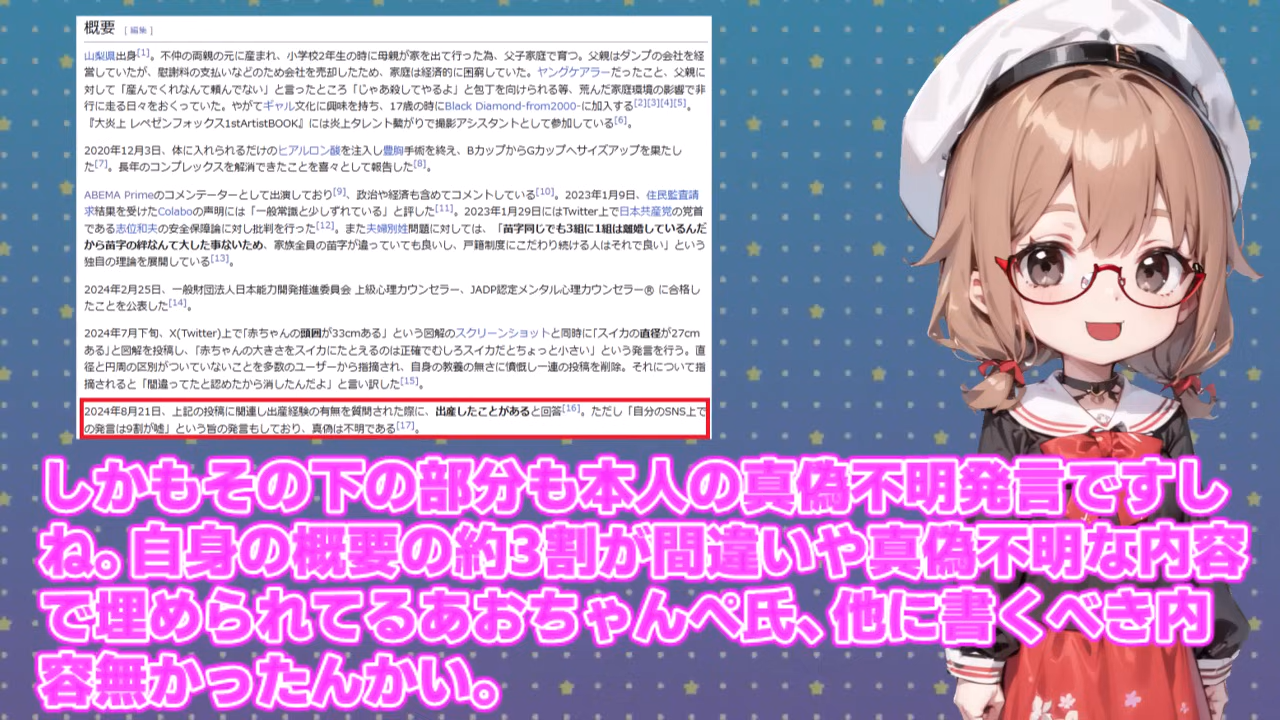 概要 [ 編集 ]
山梨県出身[1]。不仲の両親の元に産まれ、小学校2年生の時に母親が家を出て行った為、父子家庭で育つ。父親はダンプの会社を経
営していたが、慰謝料の支払いなどのため会社を売却したため、家庭は経済的に困窮していた。ヤングケアラーだったこと、父親に
対して「産んでくれなんて頼んでない」と言ったところ「じゃあ殺してやるよ」と包丁を向けられる等、荒んだ家庭環境の影響で非
行に走る日々をおくっていた。やがてギャル文化に興味を持ち、17歳の時にBlack Diamond-from2000-に加入する[2][3][4][5]。
『大炎上 レペゼンフォックス1stArtistBOOK』には炎上タレント繋がりで撮影アシスタントとして参加している[6]。
2020年12月3日、体に入れられるだけのヒアルロン酸を注入し豊胸手術を終え、BカップからGカップへサイズアップを果たし
た[7]。長年のコンプレックスを解消できたことを喜々として報告した[8]。
ABEMA Primeのコメンテーターとして出演しており[9]、政治や経済も含めてコメントしている[10]。2023年1月9日、住民監査請
求結果を受けたColaboの声明には「一般常識と少しずれている」と評した[11]。2023年1月29日にはTwitter上で日本共産党の党首
である志位和夫の安全保障論に対し批判を行った[12]。また夫婦別姓問題に対しては、「苗字同じでも3組に1組は離婚しているんだ
から苗字の絆なんて大した事ないため、家族全員の苗字が違っていても良いし、戸籍制度にこだわり続ける人はそれで良い」という
独自の理論を展開している[13]。
2024年2月25日、一般財団法人日本能力開発推進委員会 上級心理カウンセラー、JADP認定メンタル心理カウンセラー® に合格し
たことを公表した[14]。
2024年7月下旬、X(Twitter)上で「赤ちゃんの頭囲が33cmある」という図解のスクリーンショットと同時に「スイカの直径が27cm
ある」と図解を投稿し、「赤ちゃんの大きさをスイカにたとえるのは正確でむしろスイカだとちょっと小さい」という発言を行う。直
径と円周の区別がついていないことを多数のユーザーから指摘され、自身の教養の無さに憤慨し一連の投稿を削除。それについて指
摘されると「間違ってたと認めたから消したんだよ」と言い訳した[15]。
2024年8月21日、上記の投稿に関連し出産経験の有無を質問された際に、出産したことがあると回答[16]。ただし「自分のSNS上で
の発言は9割が嘘」という旨の発言もしており、真偽は不明である[17]。
しかもその下の部分も本人の真偽不明発言ですし
ね。自身の概要の約3割が間違いや真偽不明な内容
で埋められてるあおちゃんぺ氏、他に書くべき内
容無かったんかい。